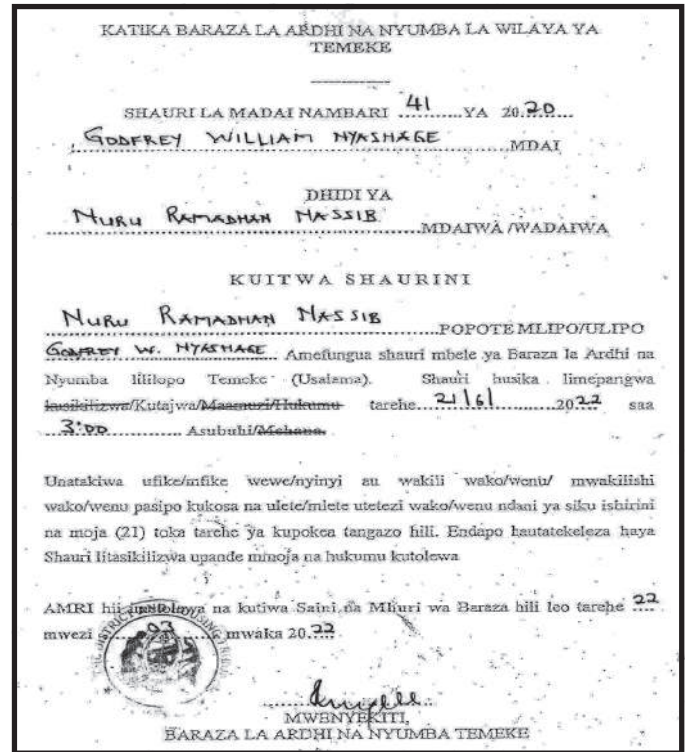 KATIKA BARAZA LA ARDHI NA NYUMBA LA WILAYA YA
TEMEKE
SHAURI LA MADAI NAMBARI 41 YA 2020
GODFREY WILLIAM NYASHAGE MDAI
DHIDI YA
NURU RAMADHAN NASSIB MDAIWA/WADAIWA
KUITWA SHAURINI
NURU RAMADHAN NASSIB POPOTE MLIPO/ULIPO
GODFREY W. NYASHAGE Amefungua shauri mbele ya Baraza la Ardhi na
Nyumba lililopo Temeke (Usalama). Shauri husika limepangwa
kusikilizwa/Kutajwa/Maamuzi/Hukumu tarehe 21/6/2022 saa
3:00 Asubuhi/Mchana.
Unatakiwa ufike/mfike wewe/nyinyi au wakili wako/wenu/ mwakilishi
wako/wenu pasipo kukosa na ulete/mlete utetezi wako/wenu ndani ya siku ishirini
na moja (21) toka tarehe ya kupokea tangazo hili. Endapo hautatekeleza haya
Shauri litasikilizwa upande mmoja na hukumu kutolewa
AMRI hii imetolewa na kutiwa Saini na Mhuri wa Baraza hili leo tarehe 22
mwezi 03 mwaka 2022
MWENYEKITI,
BARAZA LA ARDHI NA NYUMBA TEMEKE